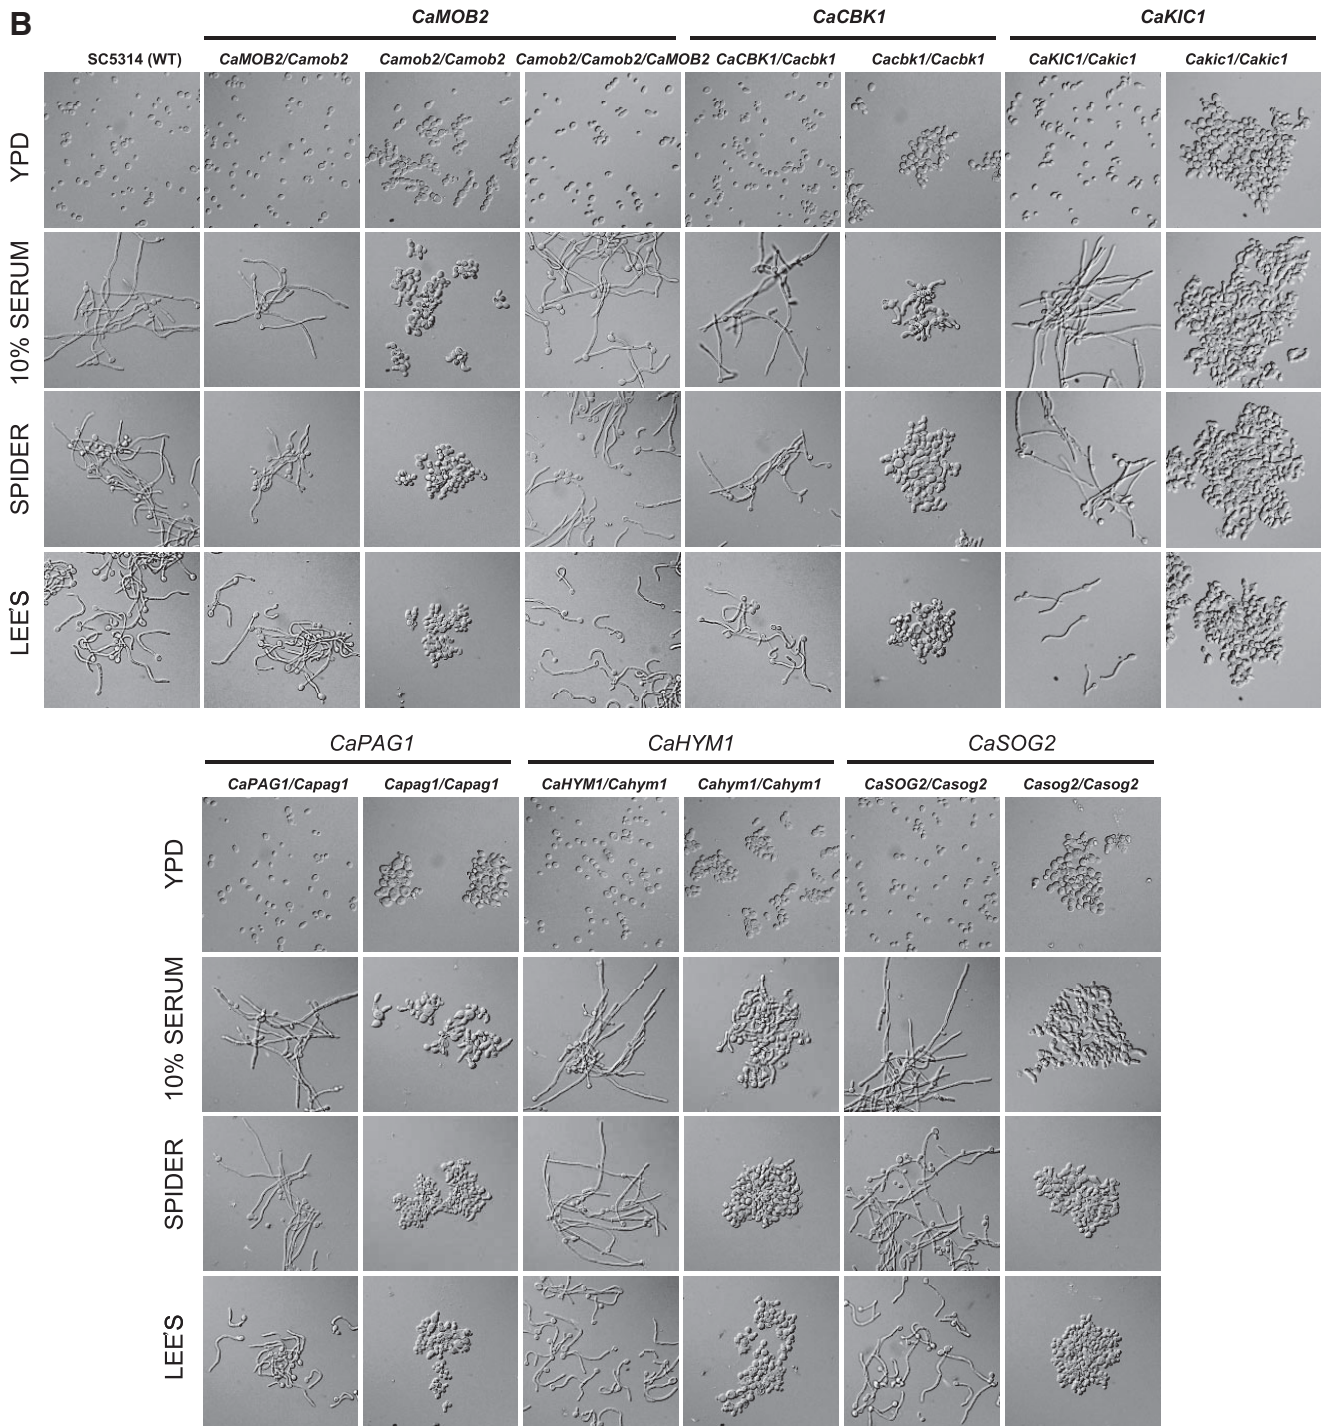 B
CaMOB2 CaCBK1 CaKIC1
SC5314 (WT) CaMOB2/Camob2 Camob2/Camob2 Camob2/Camob2/CaMOB2 CaCBK1/Cacbk1 Cacbk1/Cacbk1 CaKIC1/Cakic1 Cakic1/Cakic1
YPD
10% SERUM
SPIDER
LEE'S
CaPAG1 CaHYM1 CaSOG2
CaPAG1/Capag1 Capag1/Capag1 CaHYM1/Cahym1 Cahym1/Cahym1 CaSOG2/Casog2 Casog2/Casog2
YPD
10% SERUM
SPIDER
LEE'S